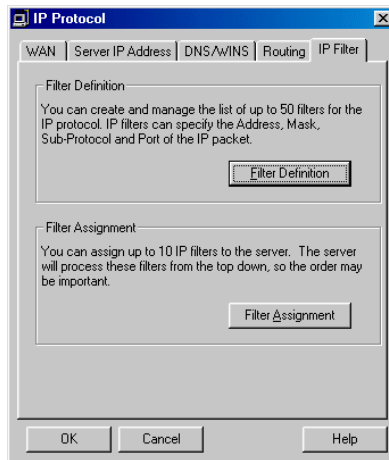 IP Protocol
WAN Server IP Address DNS/WINS Routing IP Filter
Filter Definition
You can create and manage the list of up to 50 filters for the
IP protocol. IP filters can specify the Address, Mask,
Sub-Protocol and Port of the IP packet.
Filter Definition
Filter Assignment
You can assign up to 10 IP filters to the server. The server
will process these filters from the top down, so the order may
be important.
Filter Assignment
OK Cancel Help